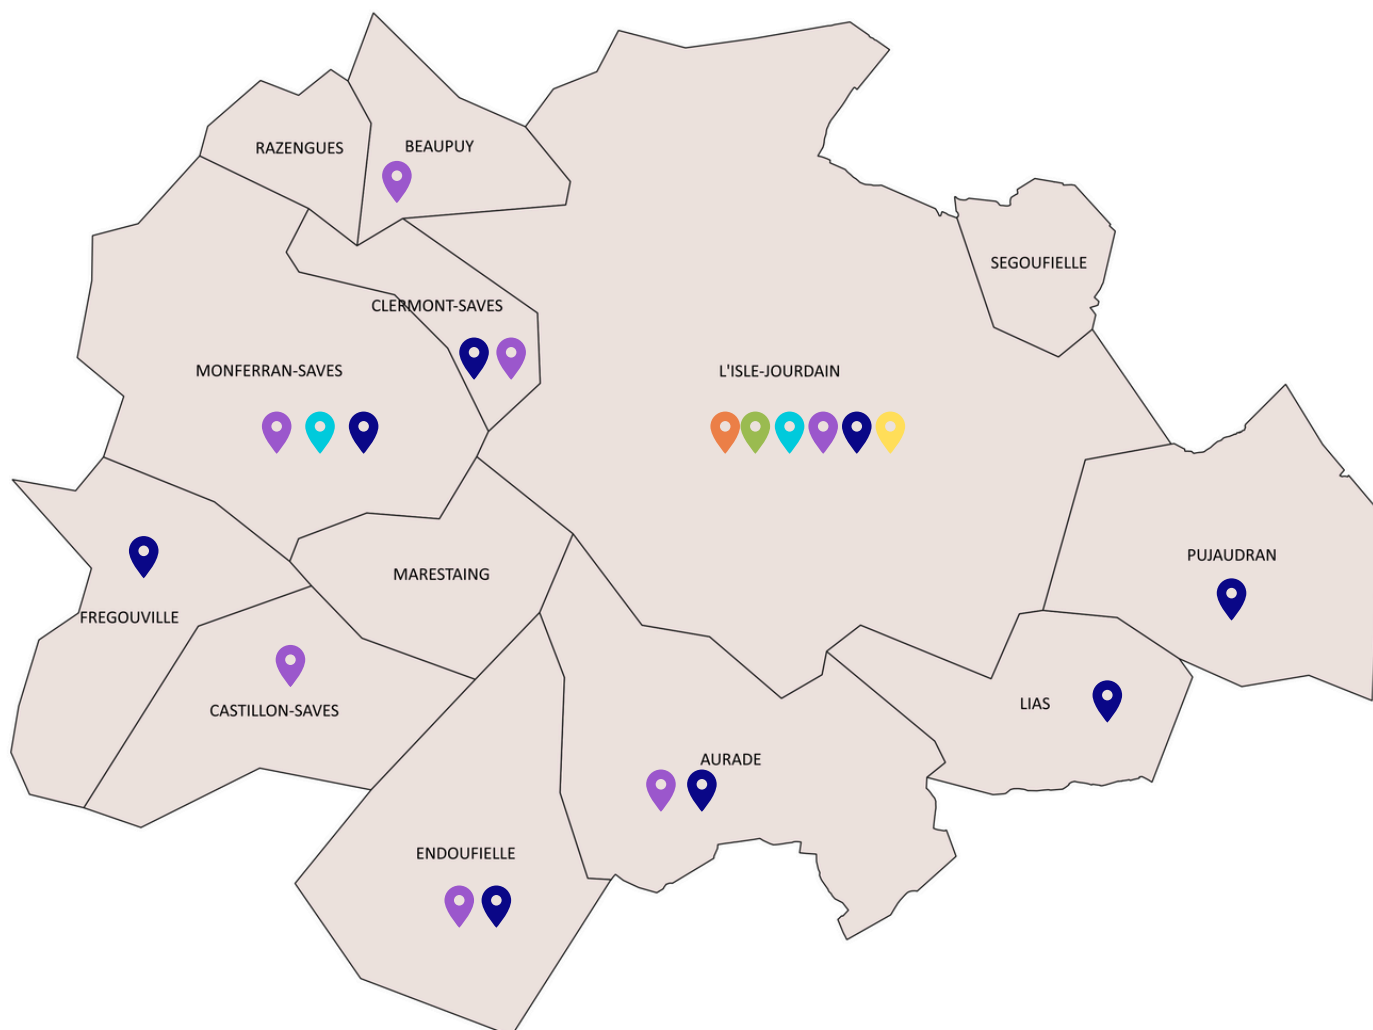 BEAUPUY
RAZENGUES
SEGOUFIELLE
CLERMONT-SAVES
MONFERRAN-SAVES
L'ISLE-JOURDAIN
PUJAUDRAN
MARESTAING
FREGOUVILLE
LIAS
CASTILLON-SAVES
AURADE
ENDOUFIELLE